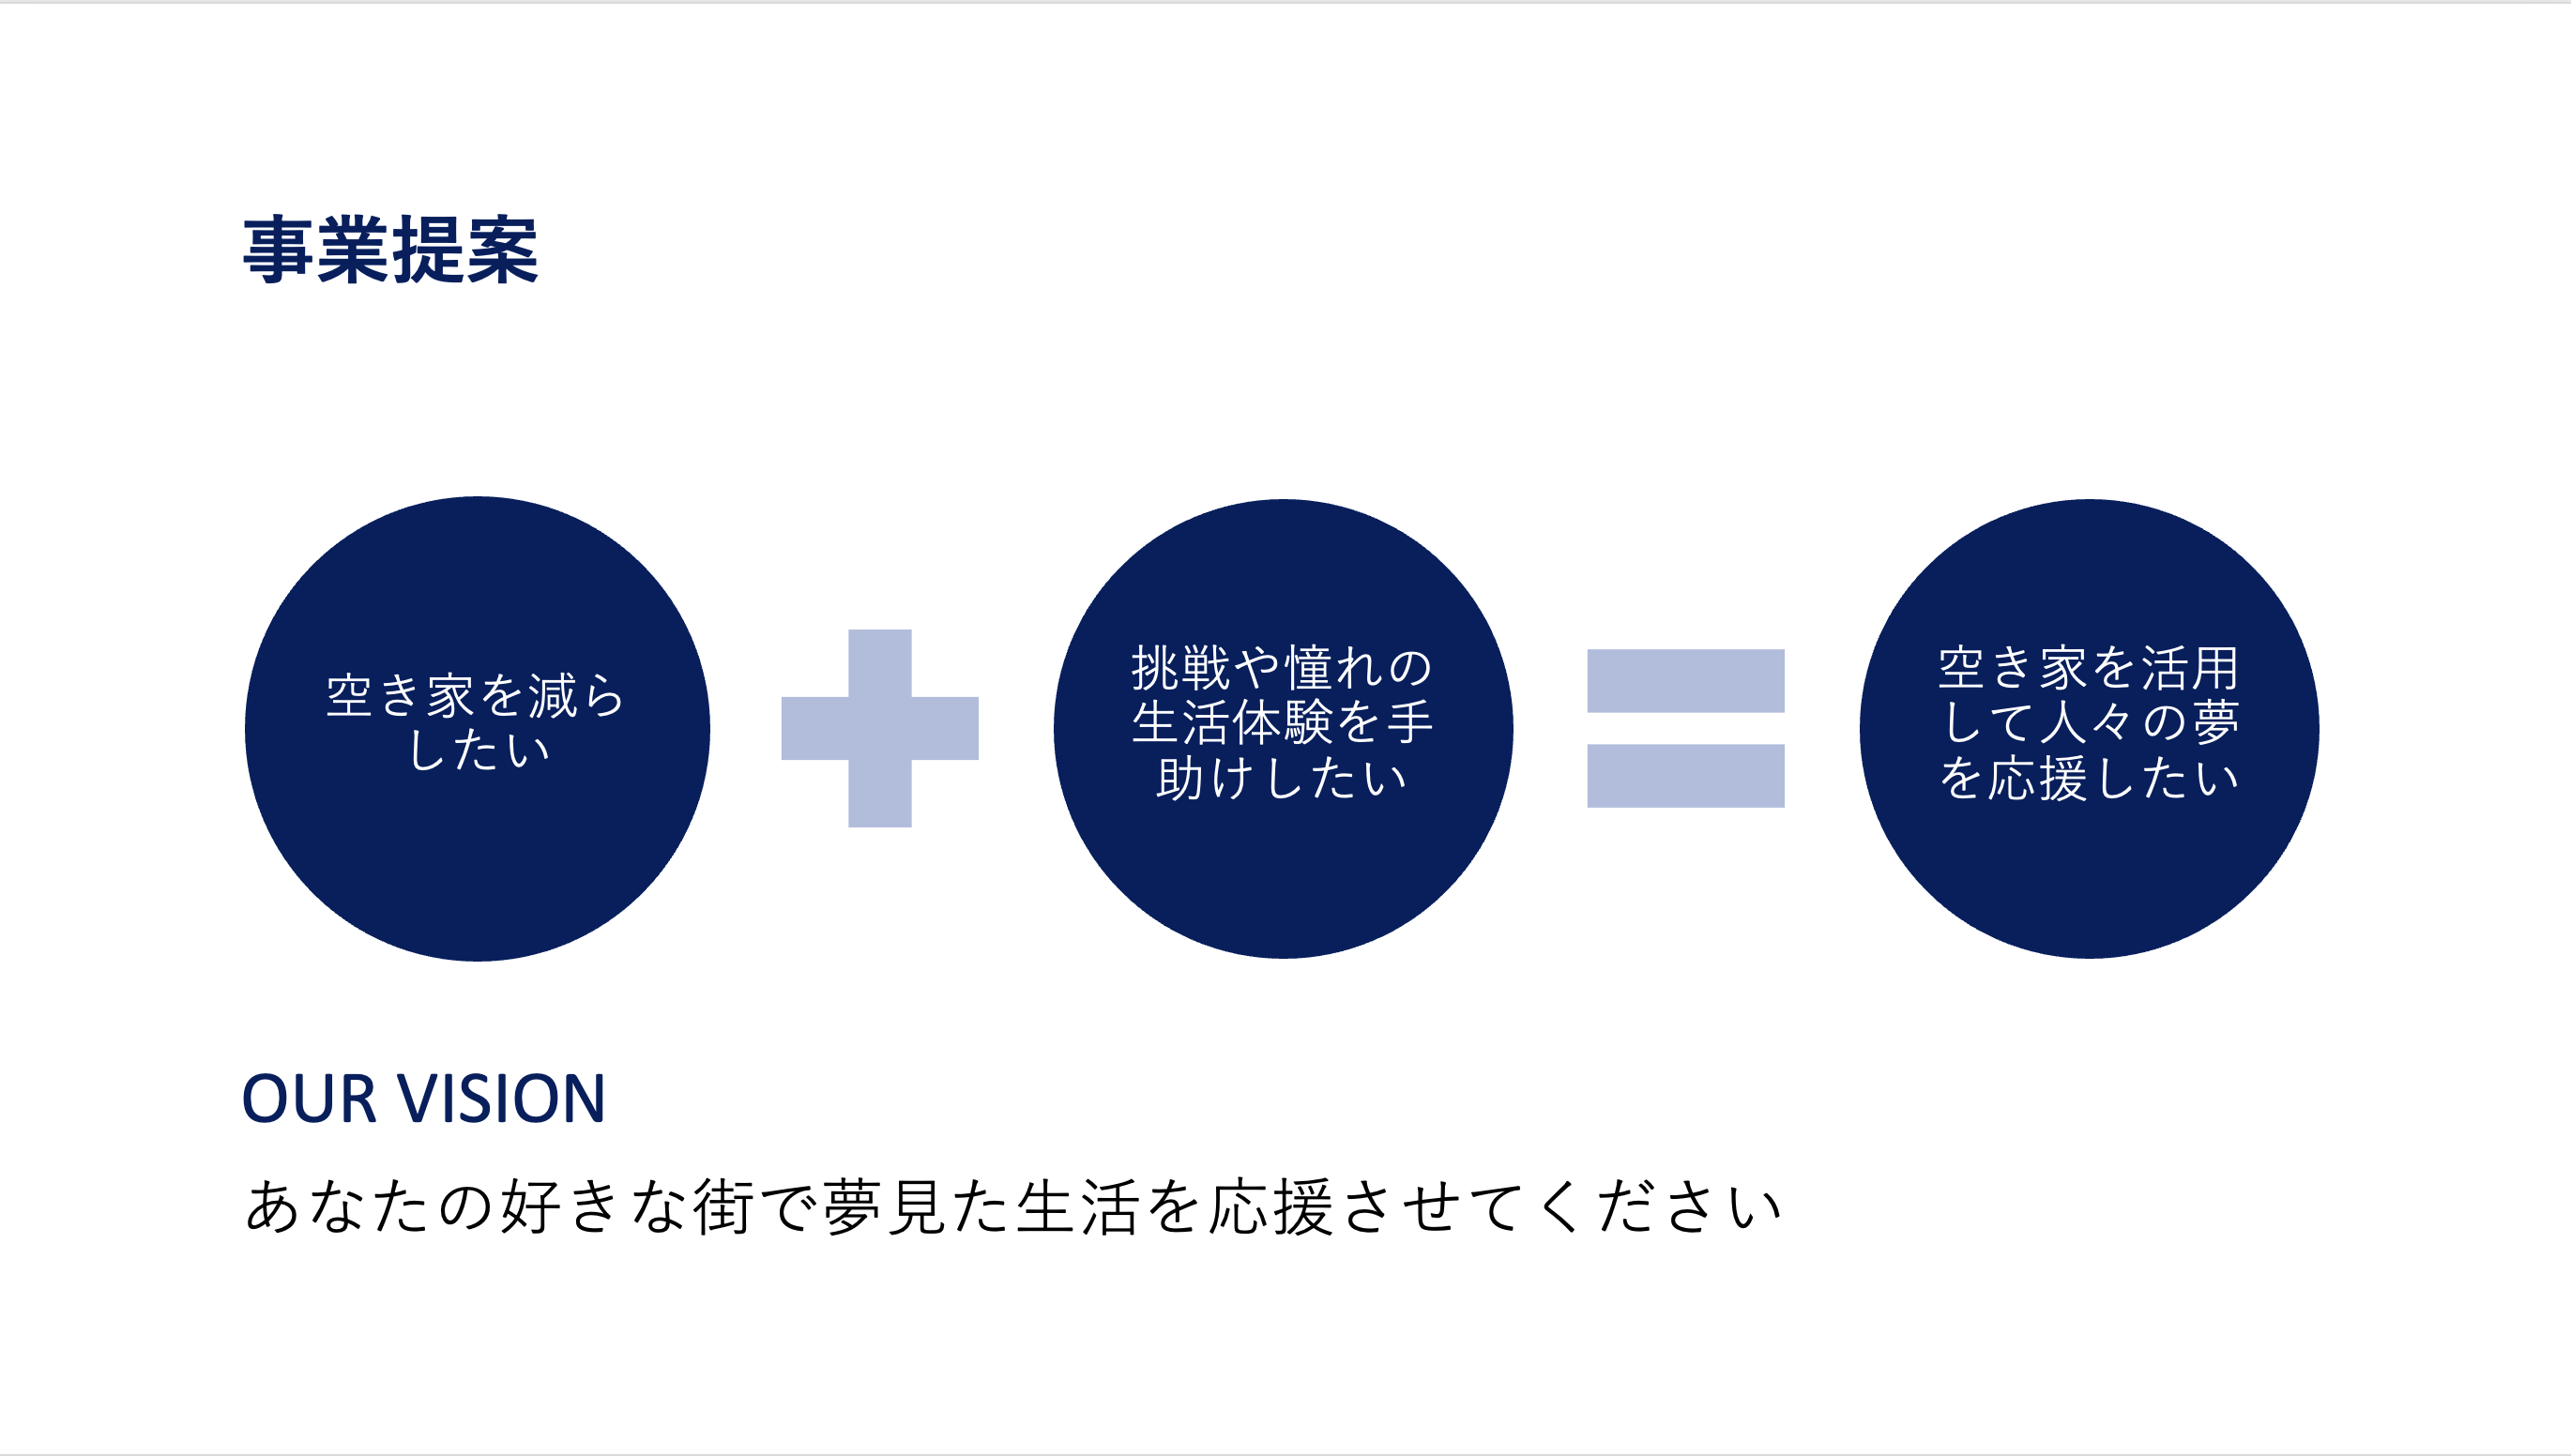 事業提案
空き家を減ら
したい
挑戦や憧れの
生活体験を手
助けしたい
空き家を活用
して人々の夢
を応援したい
OUR VISION
あなたの好きな街で夢見た生活を応援させてください